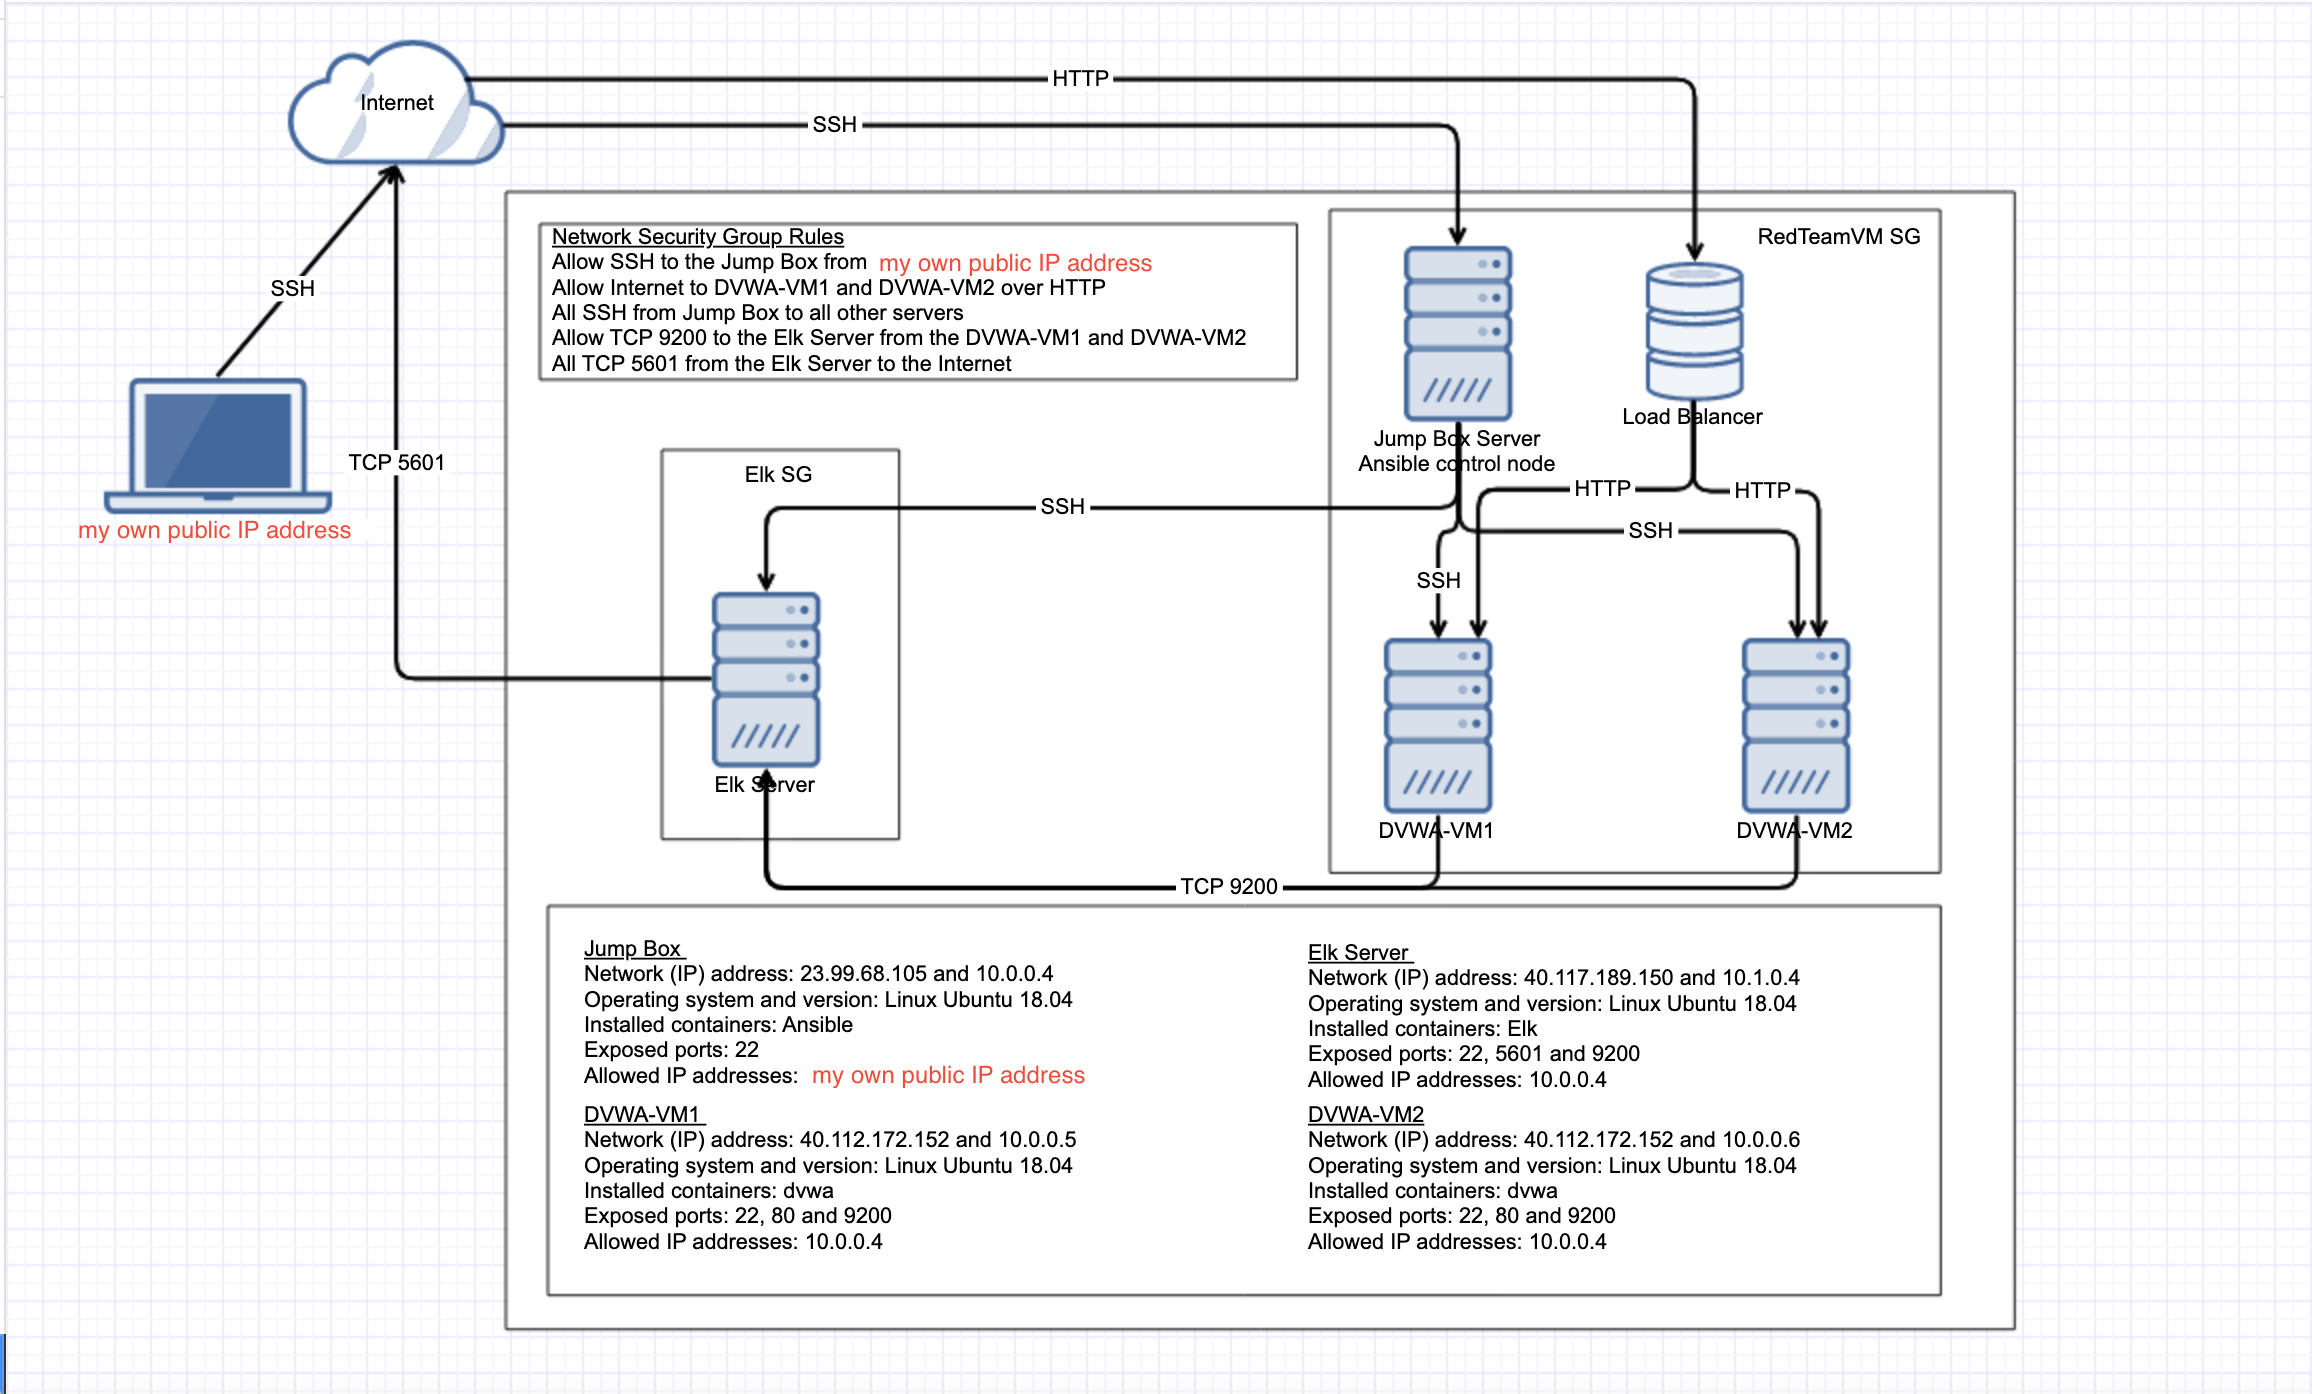 HTTP
Internet
SSH
Network Security Group Rules
Allow SSH to the Jump Box from my own public IP address
Allow Internet to DVWA-VM1 and DVWA-VM2 over HTTP
All SSH from Jump Box to all other servers
Allow TCP 9200 to the Elk Server from the DVWA-VM1 and DVWA-VM2
All TCP 5601 from the Elk Server to the Internet
RedTeamVM SG
SSH
Load Balancer
Jump Box Server
Ansible control node
TCP 5601
Elk SG
HTTP
HTTP
SSH
my own public IP address
SSH
SSH
Elk Server
DVWA-VM1
DVWA-VM2
TCP 9200
Jump Box
Network (IP) address: 23.99.68.105 and 10.0.0.4
Operating system and version: Linux Ubuntu 18.04
Installed containers: Ansible
Exposed ports: 22
Allowed IP addresses: my own public IP address
Elk Server
Network (IP) address: 40.117.189.150 and 10.1.0.4
Operating system and version: Linux Ubuntu 18.04
Installed containers: Elk
Exposed ports: 22, 5601 and 9200
Allowed IP addresses: 10.0.0.4
DVWA-VM1
Network (IP) address: 40.112.172.152 and 10.0.0.5
Operating system and version: Linux Ubuntu 18.04
Installed containers: dvwa
Exposed ports: 22, 80 and 9200
Allowed IP addresses: 10.0.0.4
DVWA-VM2
Network (IP) address: 40.112.172.152 and 10.0.0.6
Operating system and version: Linux Ubuntu 18.04
Installed containers: dvwa
Exposed ports: 22, 80 and 9200
Allowed IP addresses: 10.0.0.4